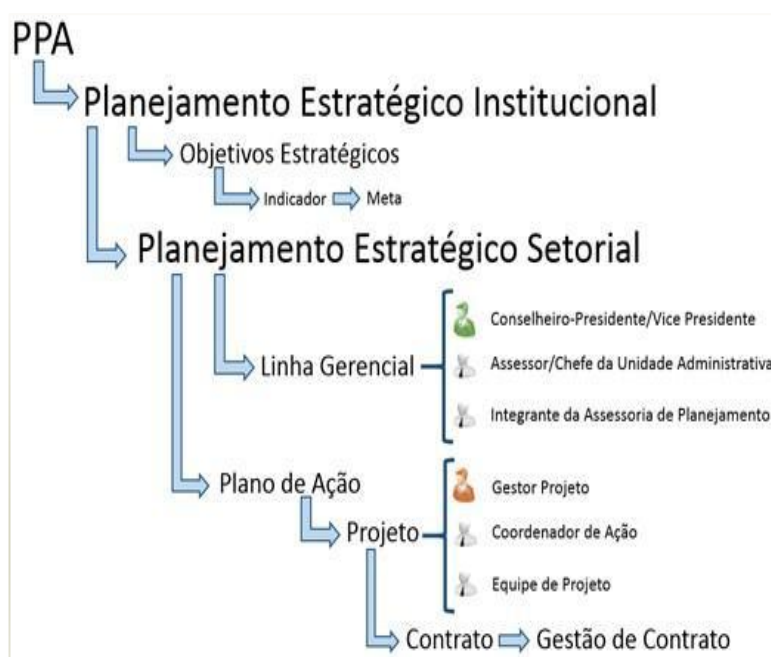 PPA
Planejamento Estratégico Institucional
Objetivos Estratégicos
Indicador
Meta
Planejamento Estratégico Setorial
Linha Gerencial
Conselheiro-Presidente/Vice Presidente
Assessor/Chefe da Unidade Administrativa
Integrante da Assessoria de Planejamento
Plano de Ação
Projeto
Gestor Projeto
Coordenador de Ação
Equipe de Projeto
Contrato
Gestão de Contrato